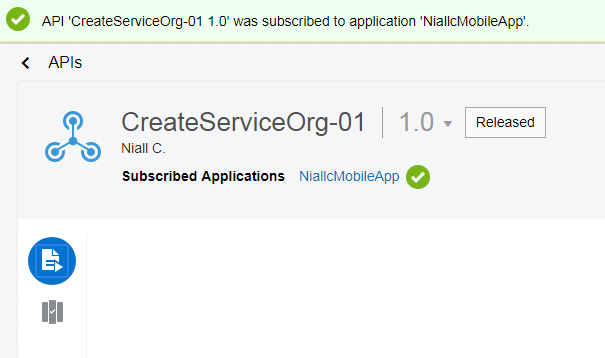 API 'CreateServiceOrg-01 1.0' was subscribed to application 'NiallcMobileApp'.
APIs
CreateServiceOrg-01 1.0 Released
Niall C.
Subscribed Applications NiallcMobileApp